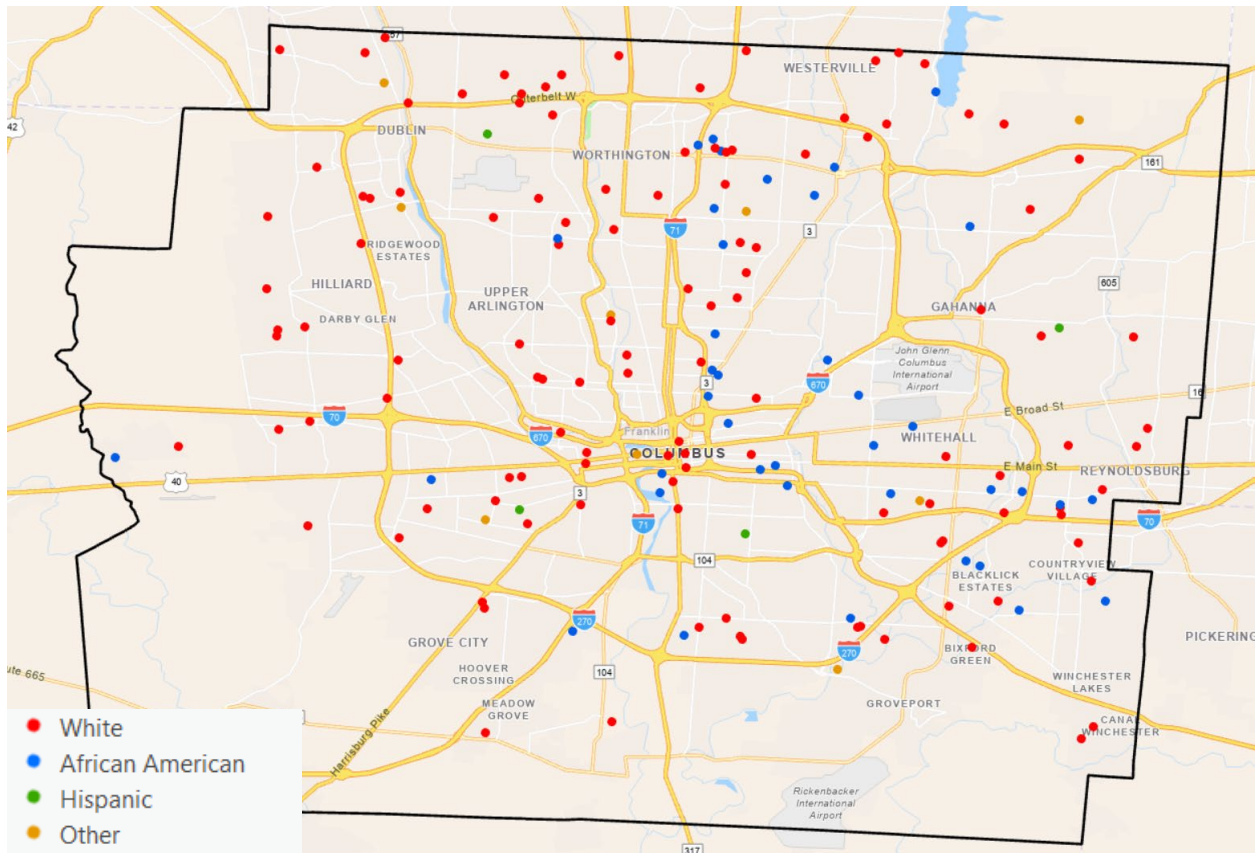 257
WESTERVILLE
Outerbelt W
42
DUBLIN
WORTHINGTON
161
71
3
RIDGEWOOD
ESTATES
HILLIARD
605
UPPER
ARLINGTON
GAHANNA
DARBY GLEN
John Glenn
Columbus
International
Airport
3
670
16
70
E Broad St
Franklin
670
WHITEHALL
COLUMBUS
E Main St
REYNOLDSBURG
40
3
71
70
104
BLACKLICK
ESTATES
COUNTRYVIEW
VILLAGE
270
GROVE CITY
PICKERING
BIXFORD
GREEN
270
ute 665
HOOVER
CROSSING
104
WINCHESTER
LAKES
MEADOW
GROVE
GROVEPORT
CANAL
WINCHESTER
Harrisburg Pike
Rickenbacker
International
Airport
317
White
African American
Hispanic
Other